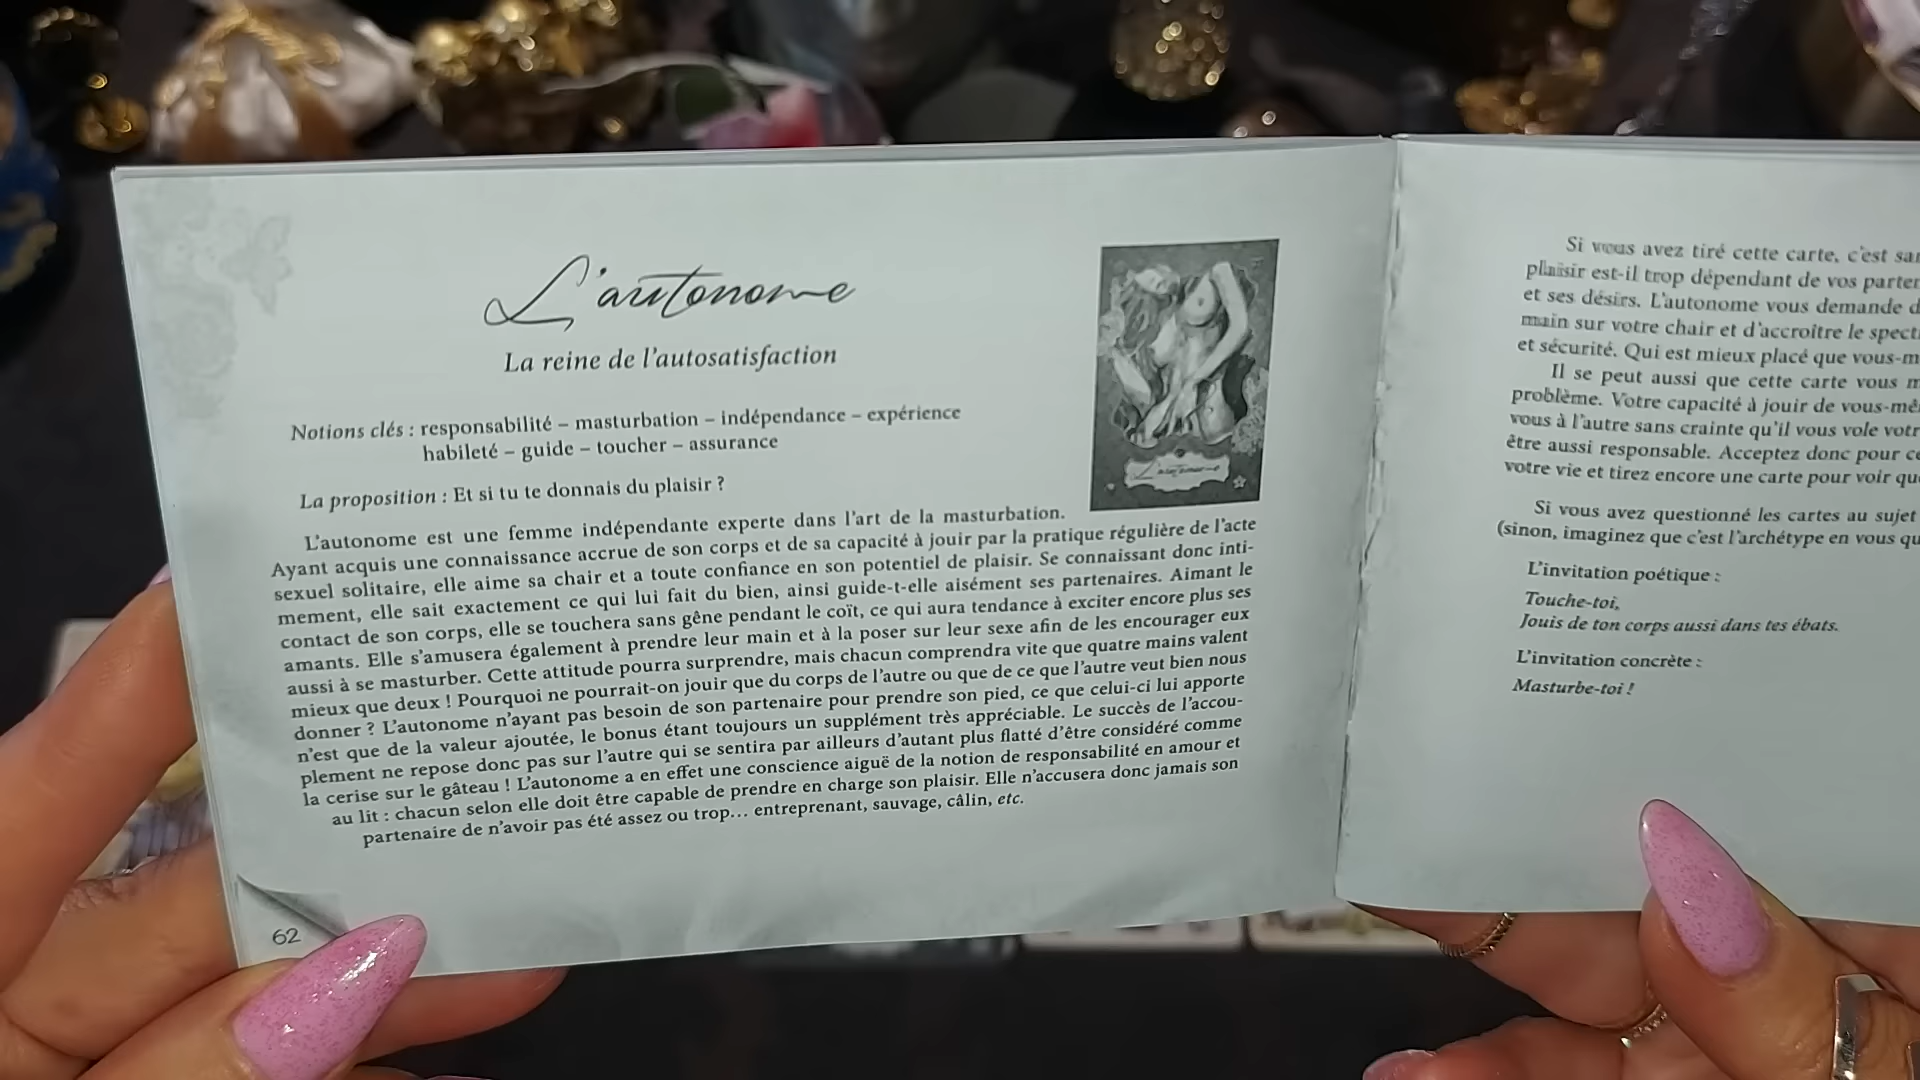 L'autonome
La reine de l'autosatisfaction
Notions clés : responsabilité – masturbation – indépendance – expérience
habileté – guide – toucher – assurance
La proposition : Et si tu te donnais du plaisir ?
L'autonome est une femme indépendante experte dans l'art de la masturbation.
Ayant acquis une connaissance accrue de son corps et de sa capacité à jouir par la pratique régulière de l'acte
sexuel solitaire, elle aime sa chair et a toute confiance en son potentiel de plaisir. Se connaissant donc inti-
mement, elle sait exactement ce qui lui fait du bien, ainsi guide-t-elle aisément ses partenaires. Aimant le
contact de son corps, elle se touchera sans gêne pendant le coït, ce qui aura tendance à exciter encore plus ses
amants. Elle s'amusera également à prendre leur main et à la poser sur leur sexe afin de les encourager eux
aussi à se masturber. Cette attitude pourra surprendre, mais chacun comprendra vite que quatre mains valent
mieux que deux ! Pourquoi ne pourrait-on jouir que du corps de l'autre ou que de ce que l'autre veut bien nous
donner ? L'autonome n'ayant pas besoin de son partenaire pour prendre son pied, ce que celui-ci lui apporte
n'est que de la valeur ajoutée, le bonus étant toujours un supplément très appréciable. Le succès de l'accou-
plement ne repose donc pas sur l'autre qui se sentira par ailleurs d'autant plus flatté d'être considéré comme
la cerise sur le gâteau ! L'autonome a en effet une conscience aiguë de la notion de responsabilité en amour et
au lit : chacun selon elle doit être capable de prendre en charge son plaisir. Elle n'accusera donc jamais son
partenaire de n'avoir pas été assez ou trop… entreprenant, sauvage, câlin, etc.
62
L'autonome
Si vous avez tiré cette carte, c'est
plaisir est-il trop dépendant de vos
et ses désirs. L'autonome vous demande
main sur votre chair et d'accroître le
et sécurité. Qui est mieux placé que
Il se peut aussi que cette carte vous
problème. Votre capacité à jouir de
vous à l'autre sans crainte qu'il vous vole
être aussi responsable. Acceptez donc pour
votre vie et tirez encore une carte pour voir
Si vous avez questionné les cartes au sujet
(sinon, imaginez que c'est l'archétype en vous
L'invitation poétique :
Touche-toi,
Jouis de ton corps aussi dans tes ébats.
L'invitation concrète :
Masturbe-toi !